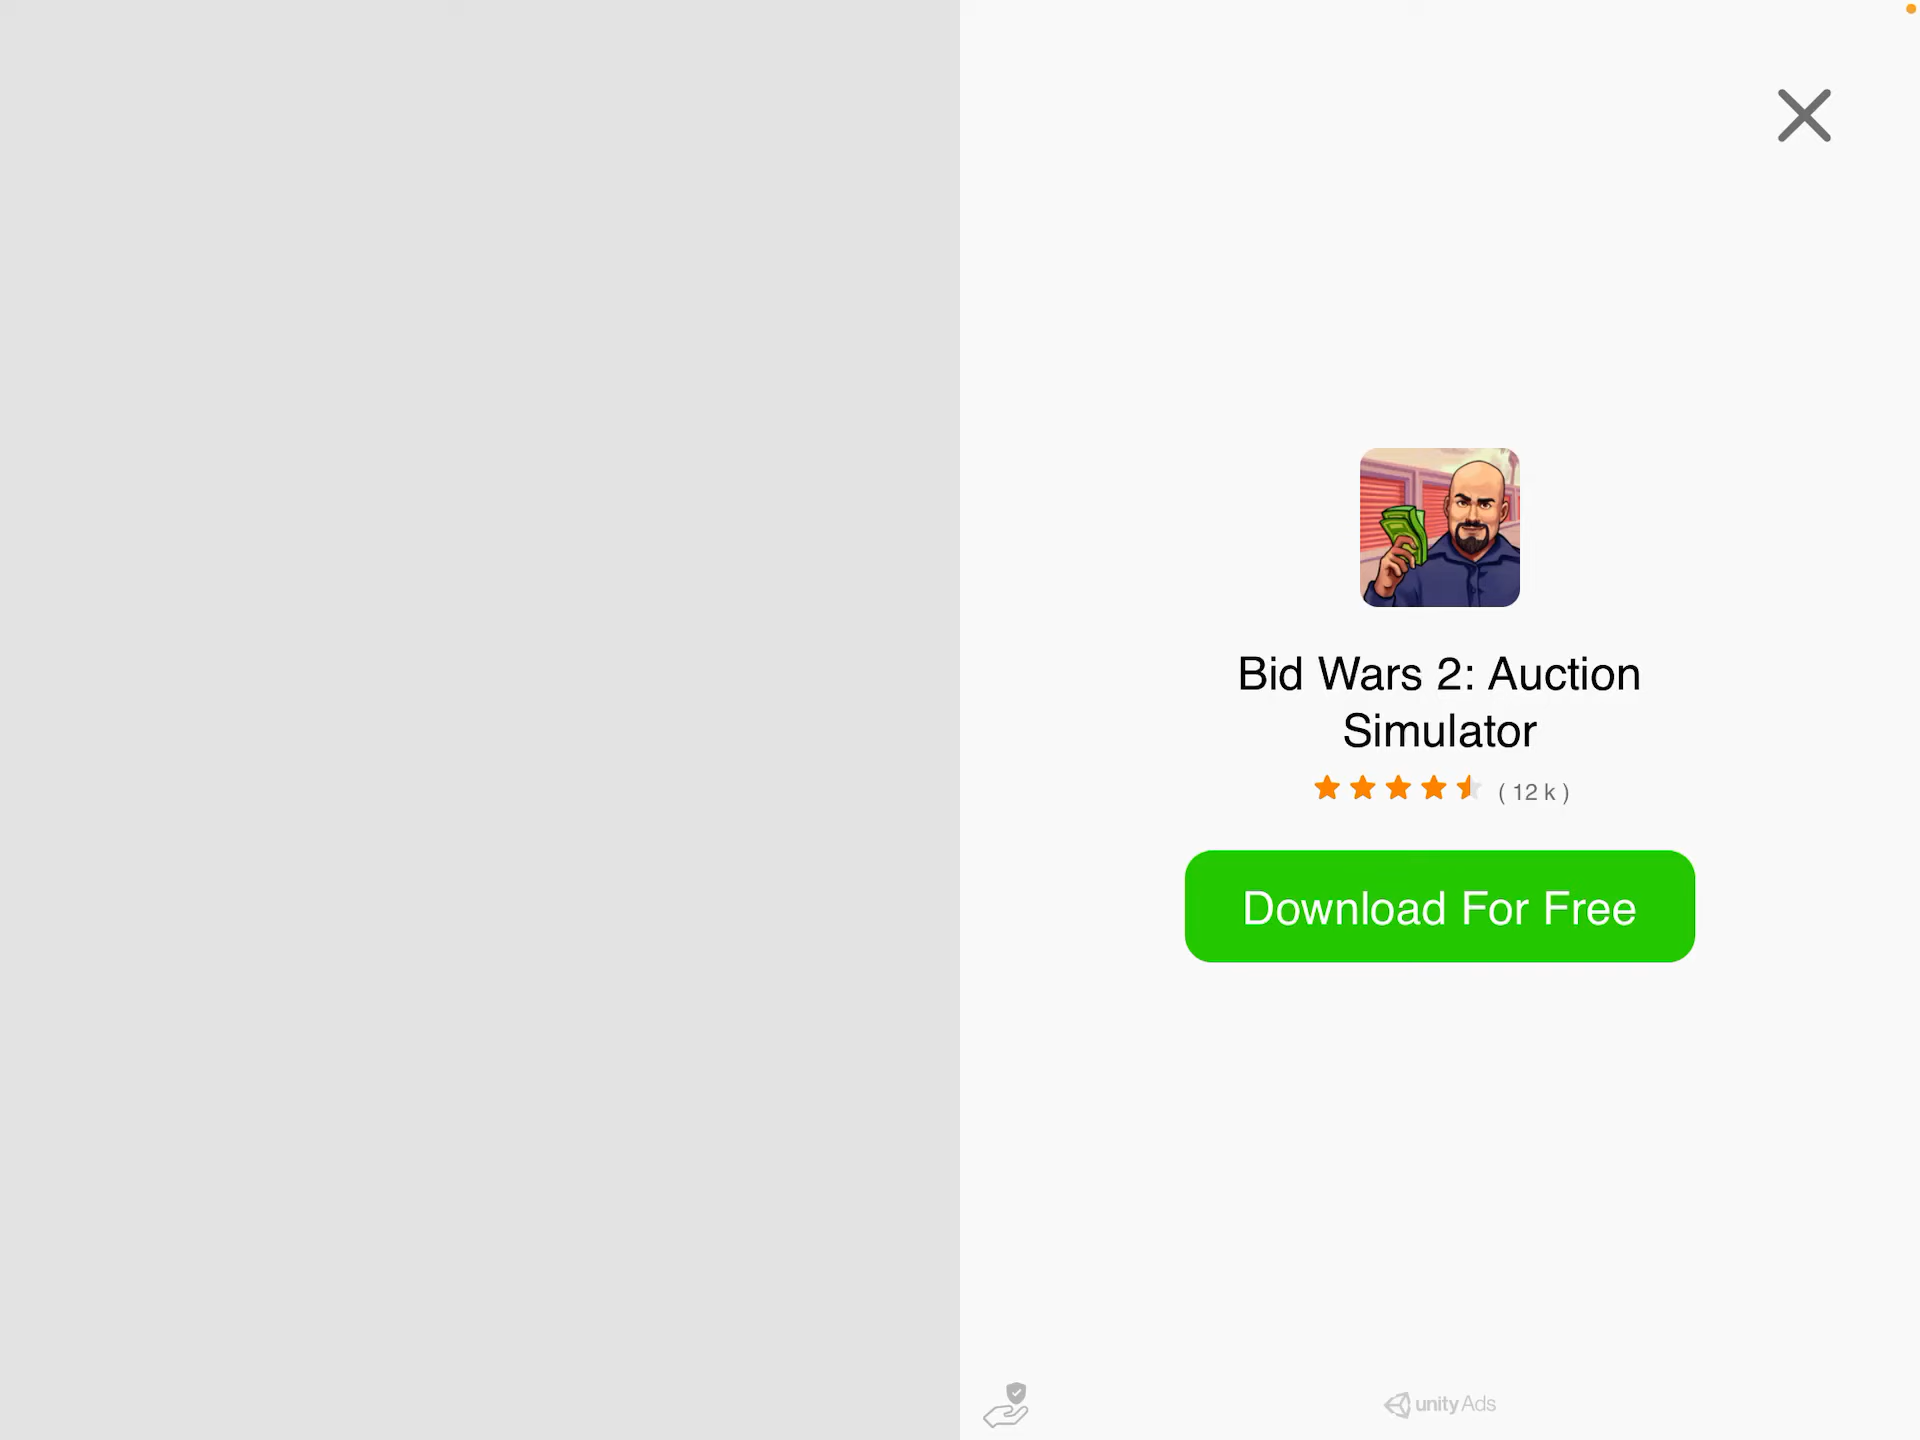 Bid Wars 2: Auction
Simulator
( 12 k )
Download For Free
unity Ads